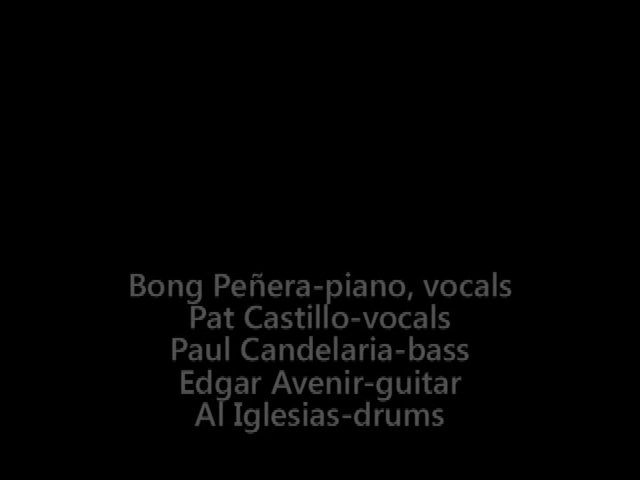 Bong Peñera-piano, vocals
Pat Castillo-vocals
Paul Candelaria-bass
Edgar Avenir-guitar
Al Iglesias-drums